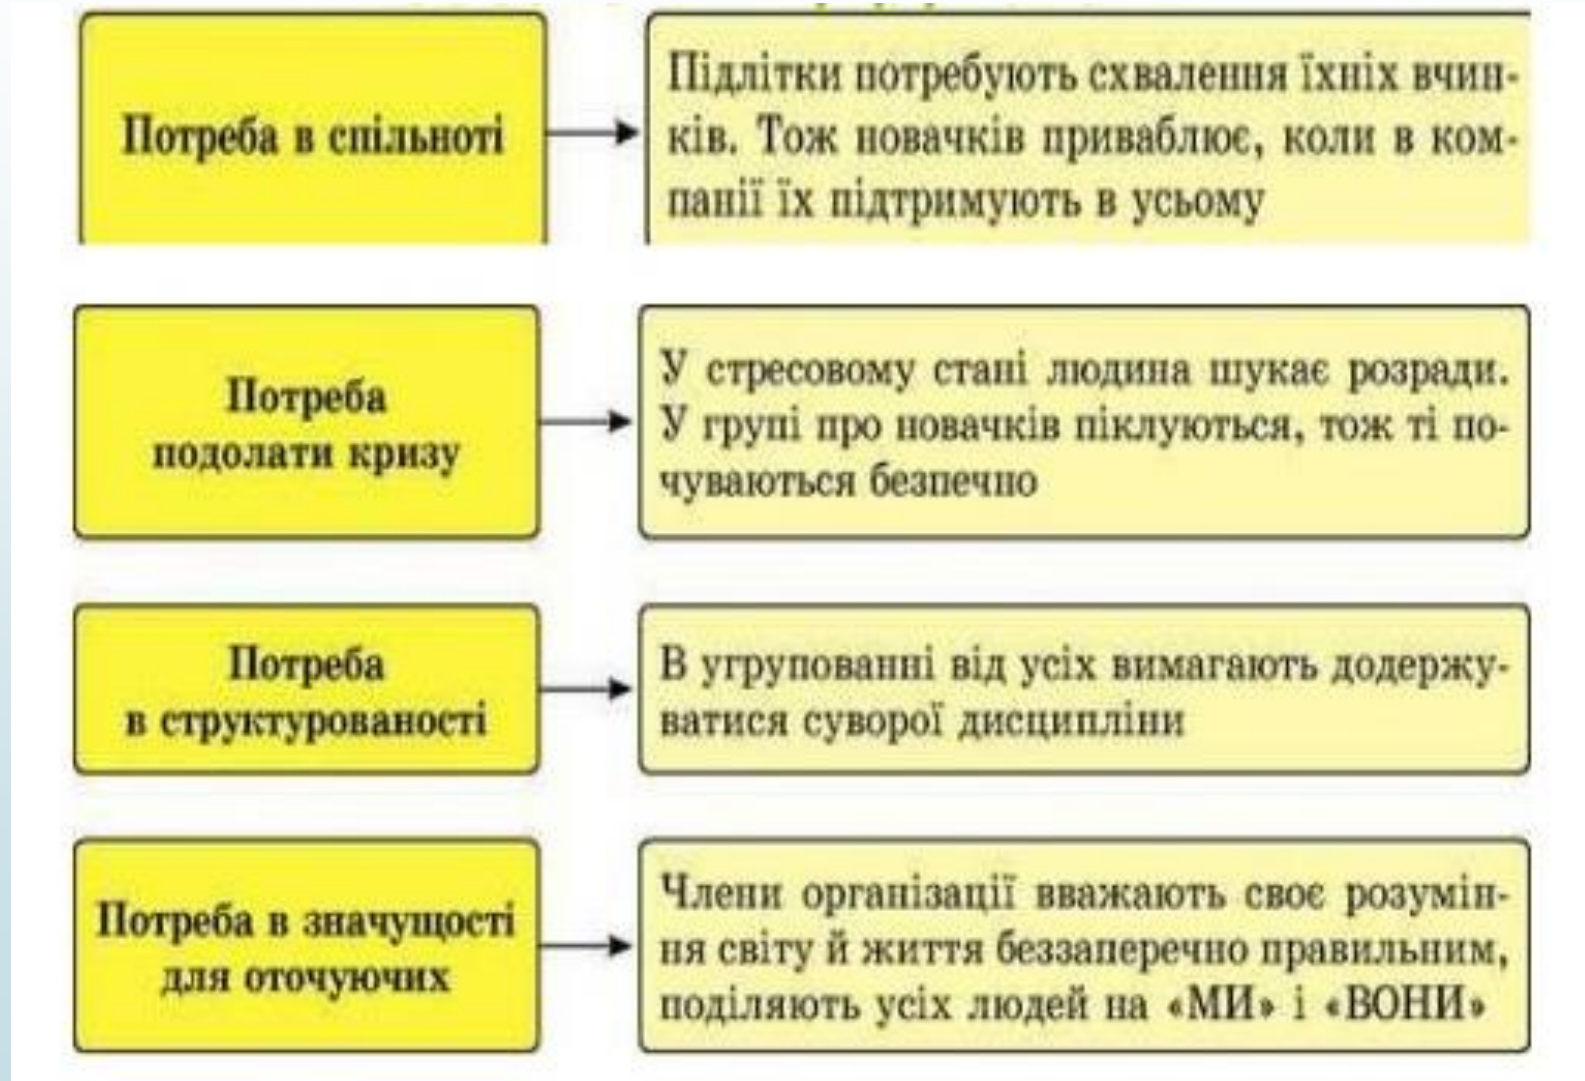 Потреба в спільноті
Підлітки потребують схвалення їхніх вчин-
ків. Тож новачків приваблює, коли в ком-
панії їх підтримують в усьому
Потреба
подолати кризу
У стресовому стані людина шукає розради.
У групі про новачків піклуються, тож ті по-
чуваються безпечно
Потреба
в структурованості
В угрупованні від усіх вимагають додержу-
ватися суворої дисципліни
Потреба в значущості
для оточуючих
Члени організації вважають своє розумін-
ня світу й життя беззаперечно правильним,
поділяють усіх людей на «МИ» і «ВОНИ»